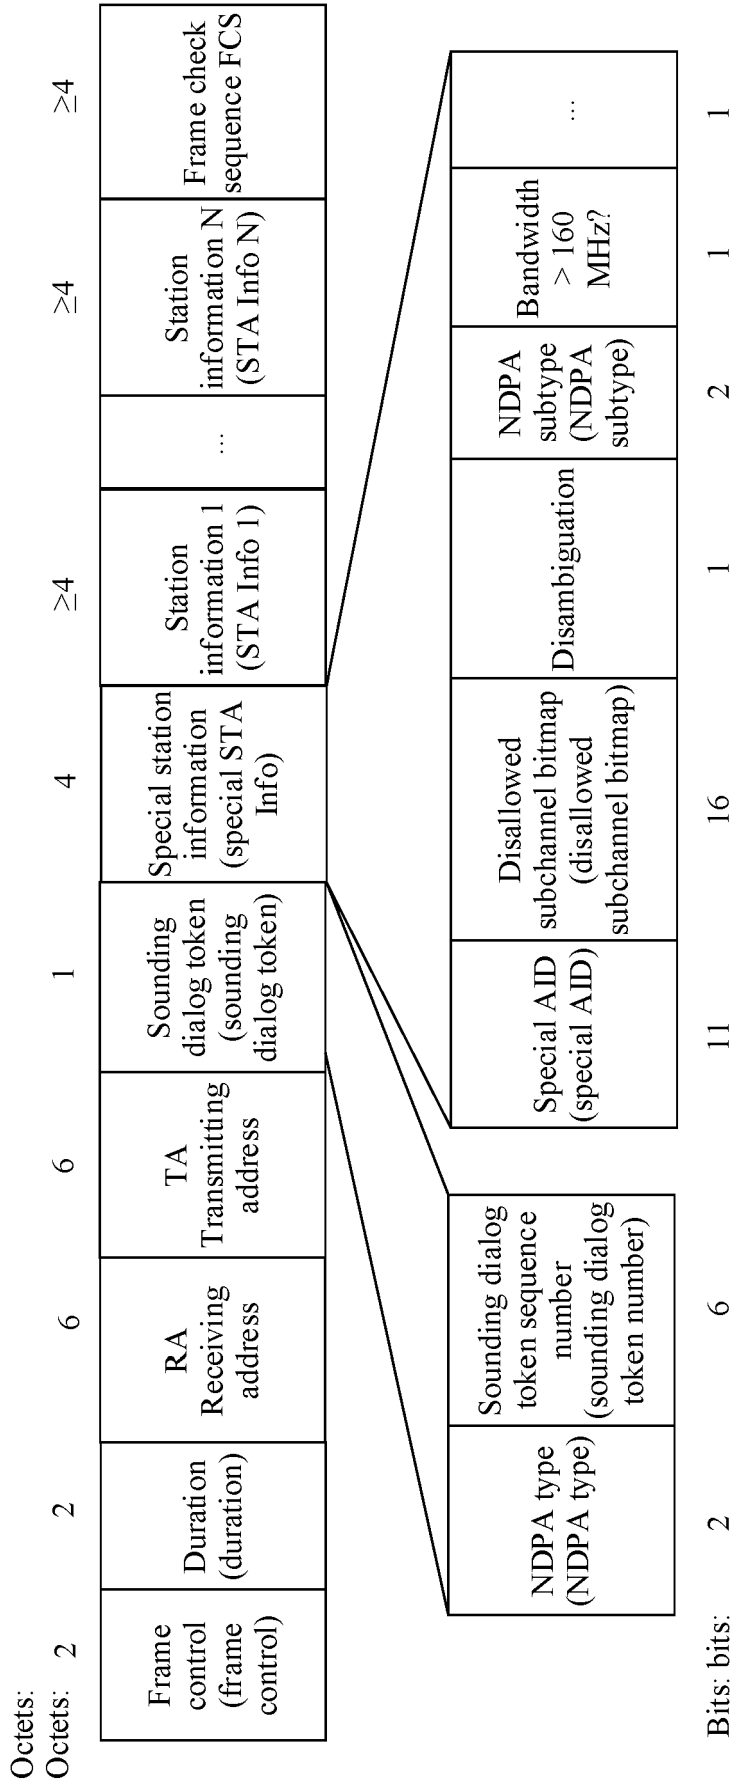 Octets:
Octets: 2 2 6 6 1 4 ≥4 ≥4 ≥4
Frame
control
(frame
control)
Duration
(duration)
RA
Receiving
address
TA
Transmitting
address
Sounding
dialog token
(sounding
dialog token)
Special station
information
(special STA
Info)
Station
information 1
(STA Info 1)
...
Station
information N
(STA Info N)
Frame check
sequence FCS
NDPA type
(NDPA type)
Sounding dialog
token sequence
number
(sounding dialog
token number)
Special AID
(special AID)
Disallowed
subchannel bitmap
(disallowed
subchannel bitmap)
Disambiguation
NDPA
subtype
(NDPA
subtype)
Bandwidth
> 160
MHz?
...
Bits: bits: 2 6 11 16 1 2 1 1